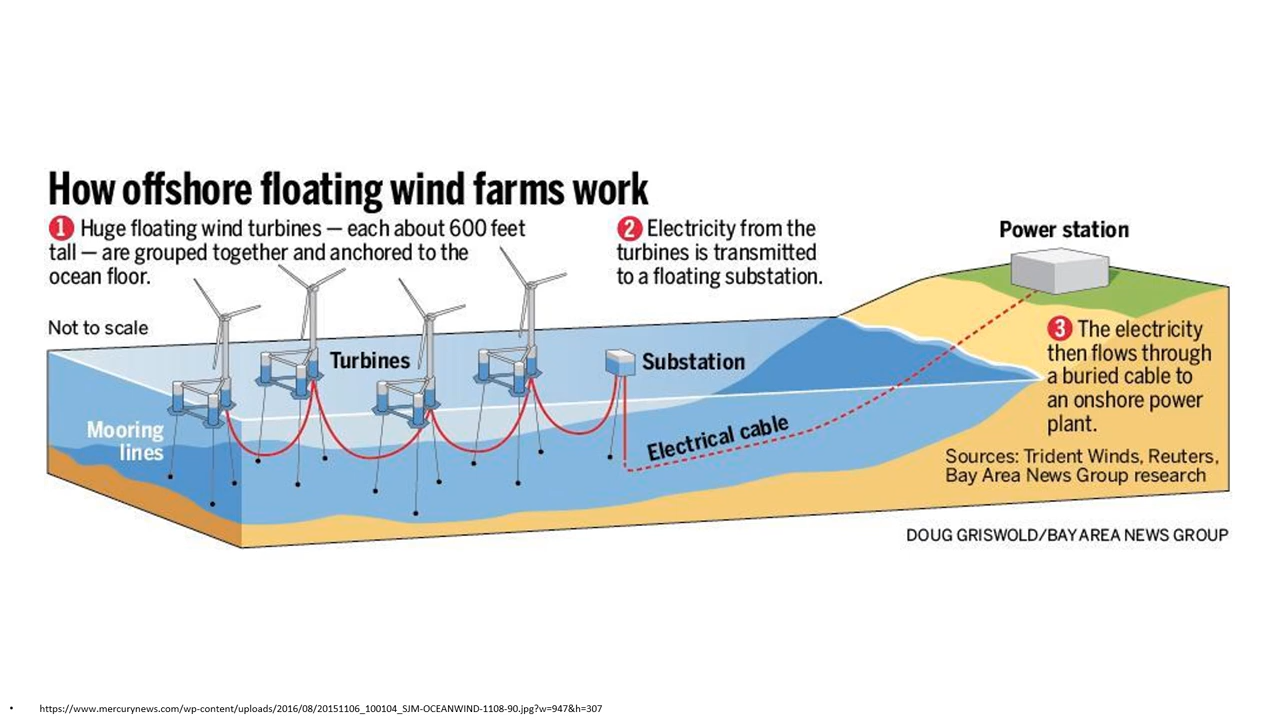 How offshore floating wind farms work
1 Huge floating wind turbines — each about 600 feet
tall — are grouped together and anchored to the
ocean floor.
2 Electricity from the
turbines is transmitted
to a floating substation.
Power station
Not to scale
Turbines
Substation
3 The electricity
then flows through
a buried cable to
an onshore power
plant.
Mooring
lines
Electrical cable
Sources: Trident Winds, Reuters,
Bay Area News Group research
DOUG GRISWOLD/BAY AREA NEWS GROUP
• https://www.mercurynews.com/wp-content/uploads/2016/08/20151106_100104_SJM-OCEANWIND-1108-90.jpg?w=947&h=307